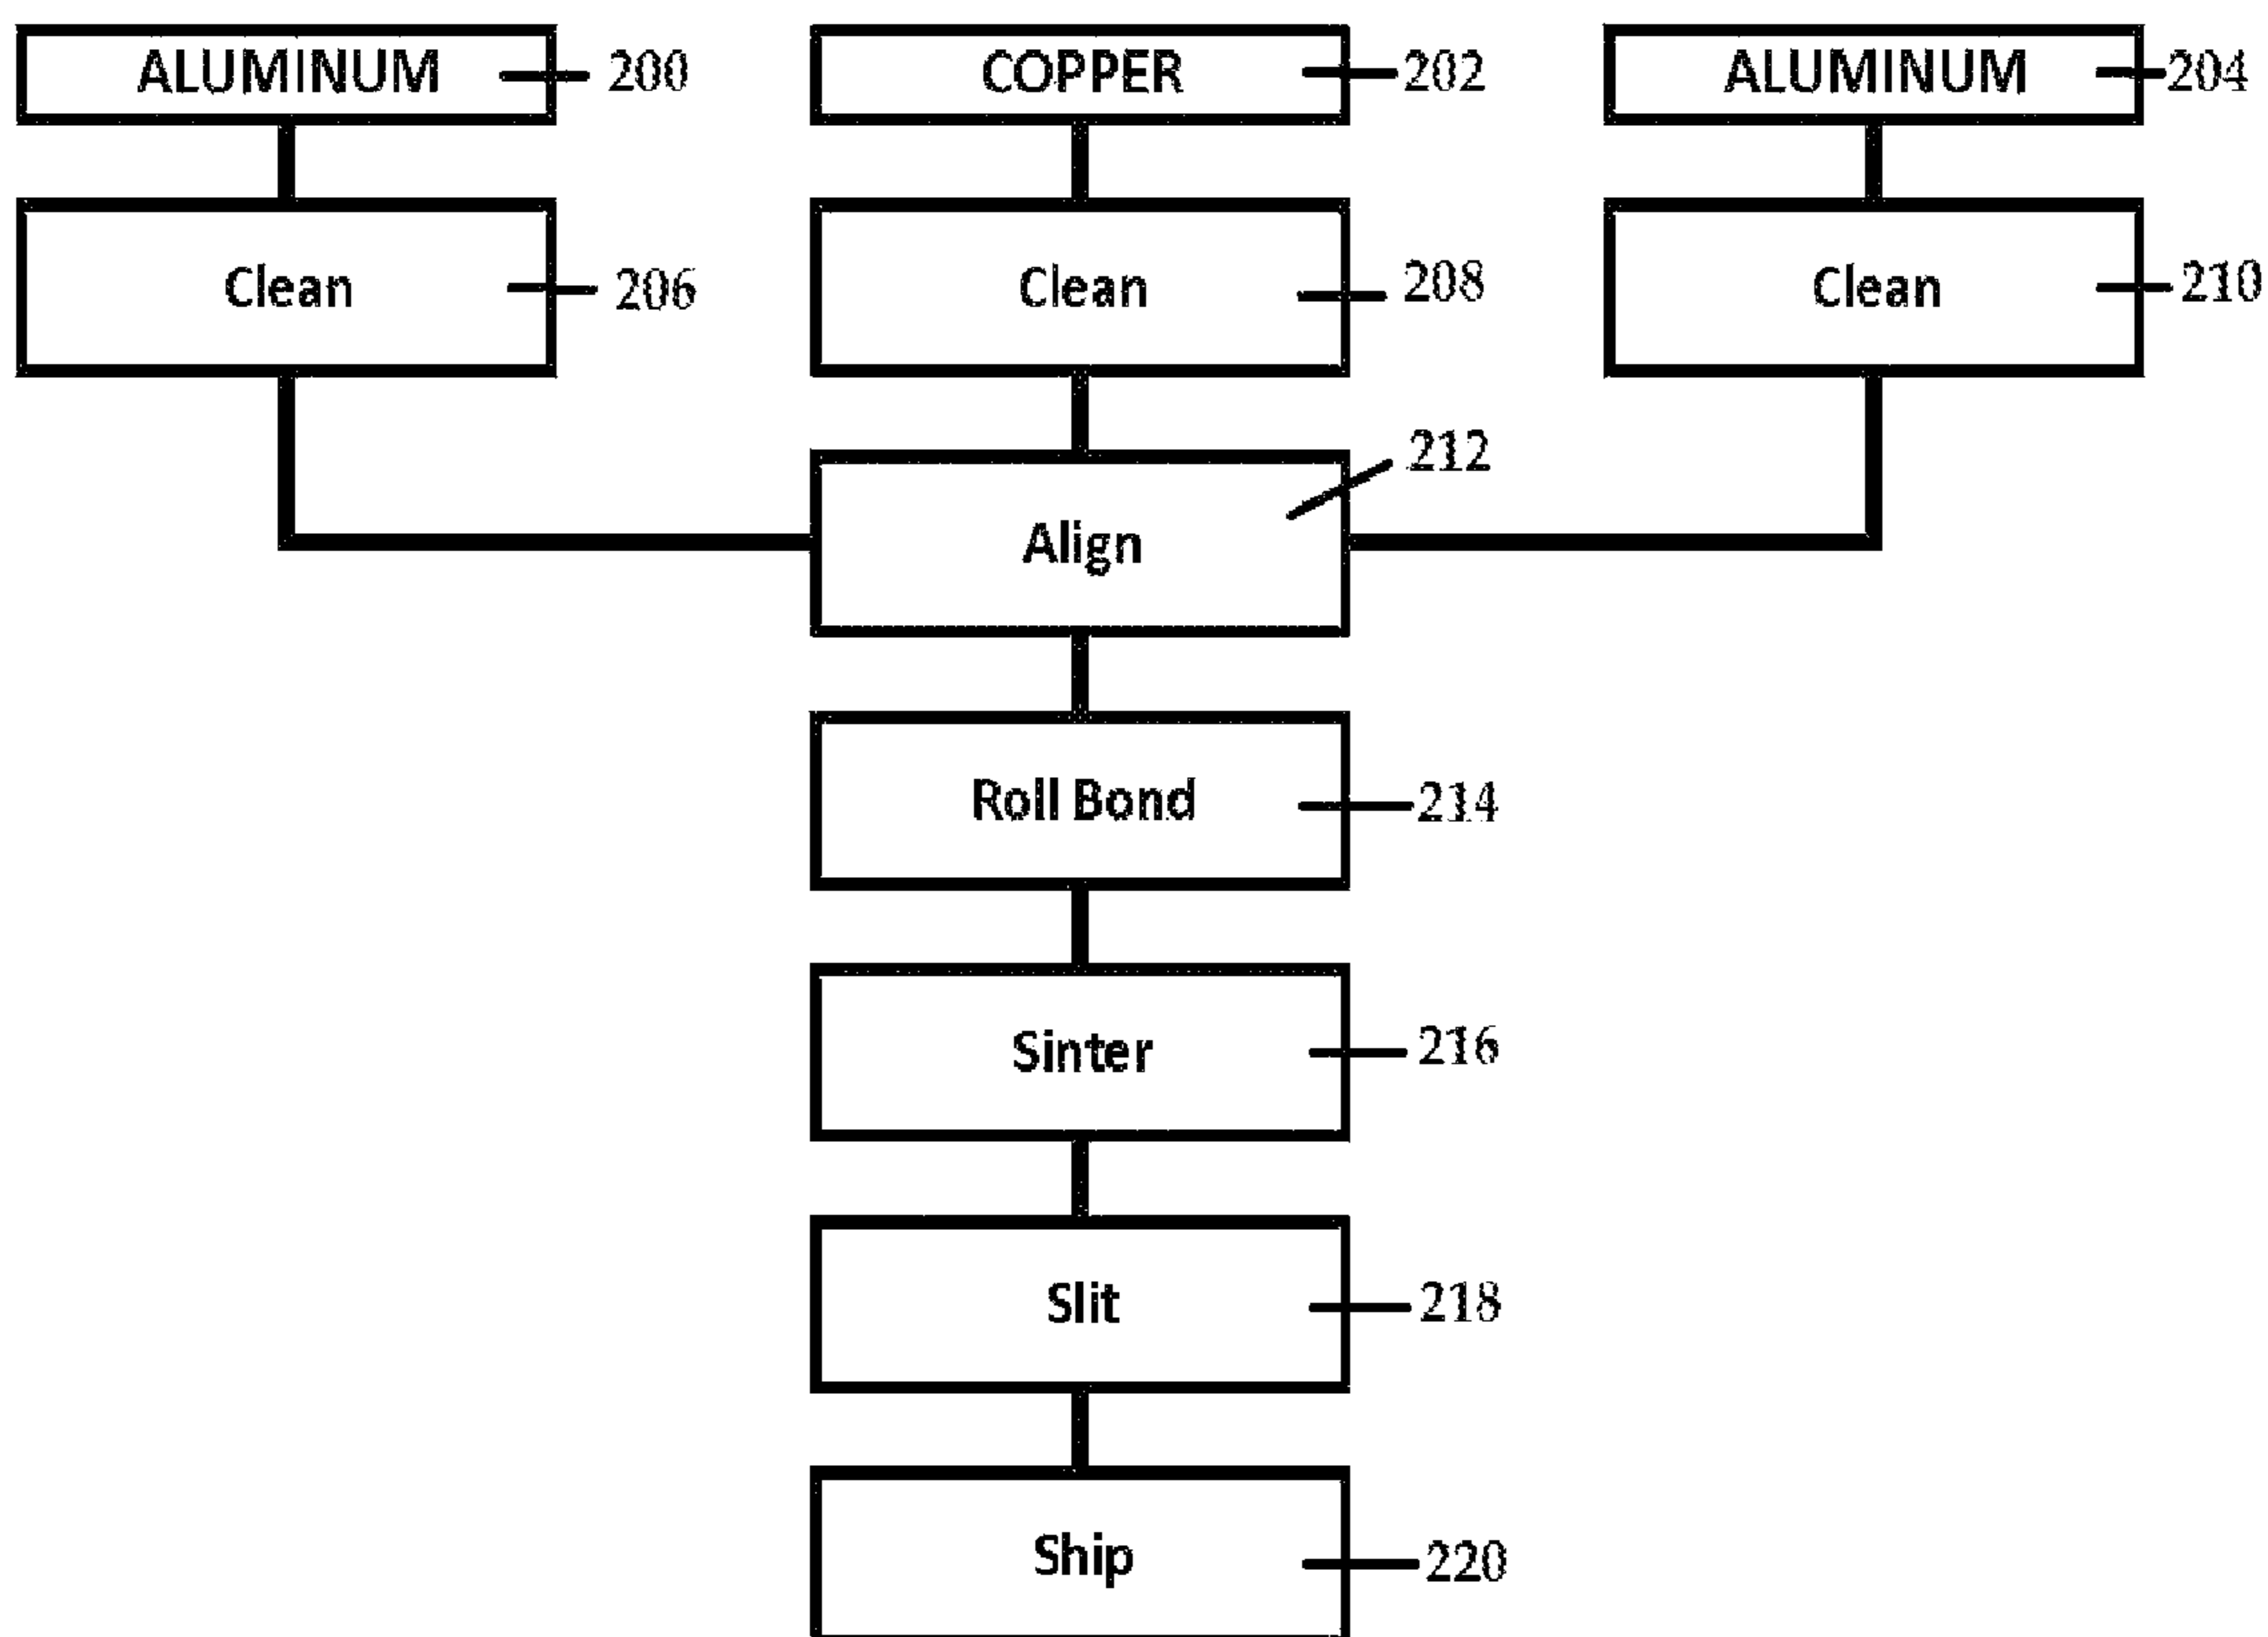 ALUMINUM 200 COPPER 202 ALUMINUM 204
Clean 206 Clean 208 Clean 210
212
Align
Roll Bond 214
Sinter 216
Slit 218
Ship 220